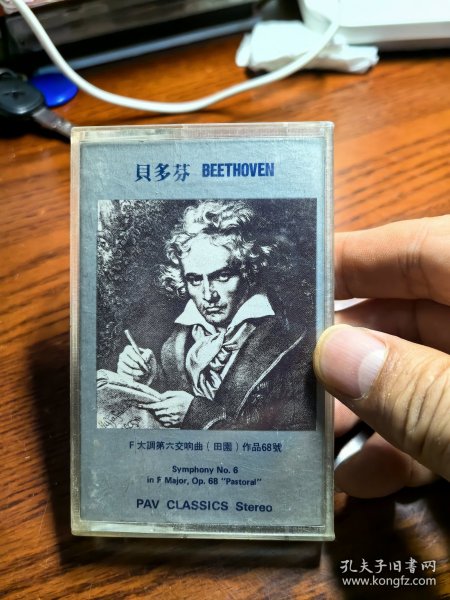 貝多芬 BEETHOVEN
F大調第六交响曲(田園)作品68號
Symphony No. 6
in F Major, Op. 68 "Pastoral"
PAV CLASSICS Stereo
孔夫子旧书网
www.kongfz.com